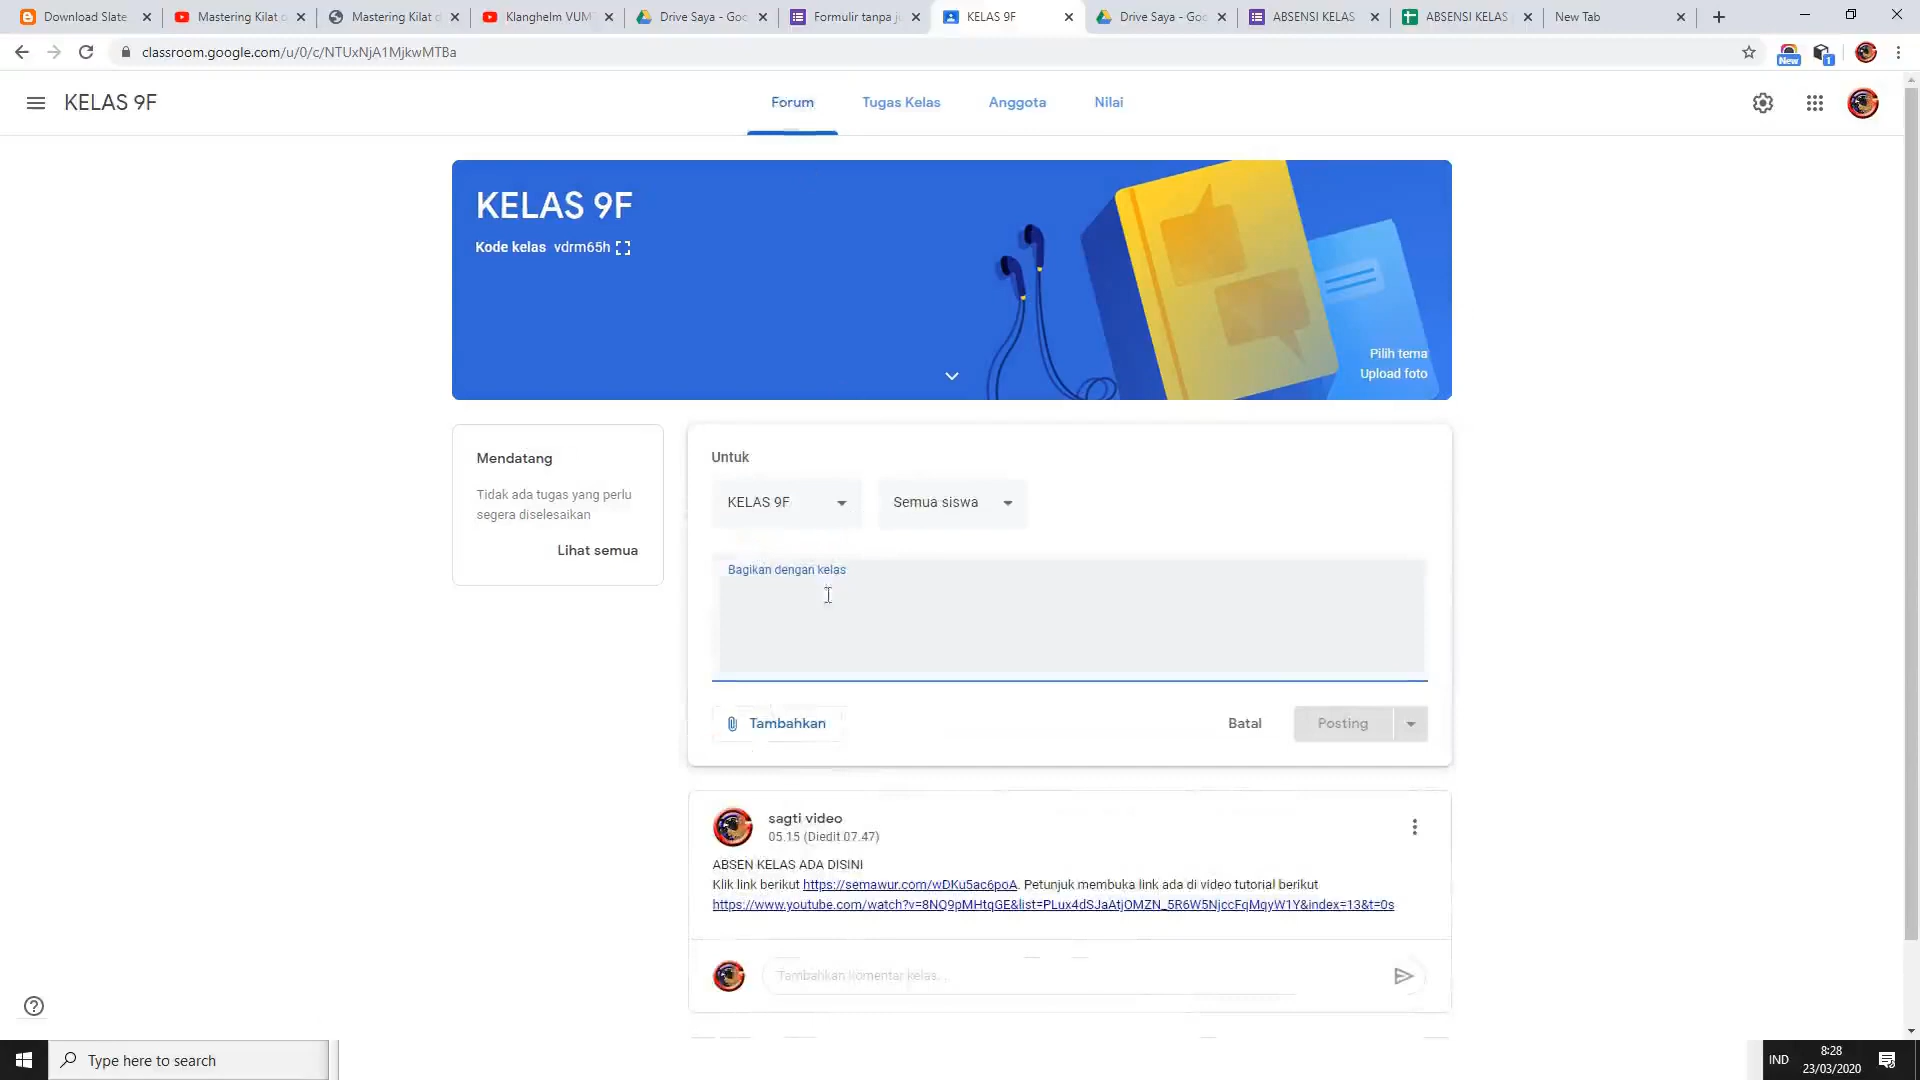 Download Slate
Mastering Kilat
Mastering Kilat
Klanghelm VUM
Drive Saya - Goo
Formulir tanpa
KELAS 9F
Drive Saya - Goo
ABSENSI KELAS
ABSENSI KELAS
New Tab
classroom.google.com/u/0/c/NTUxNjA1MjkwMTBa
New
1
KELAS 9F
Forum
Tugas Kelas
Anggota
Nilai
KELAS 9F
Kode kelas vdrm65h
Pilih tema
Upload foto
Mendatang
Tidak ada tugas yang perlu
segera diselesaikan
Lihat semua
Untuk
KELAS 9F
Semua siswa
Bagikan dengan kelas
Tambahkan
Batal
Posting
sagti video
05.15 (Diedit 07.47)
ABSEN KELAS ADA DISINI
Klik link berikut https://semawur.com/wDKu5ac6poA. Petunjuk membuka link ada di video tutorial berikut
https://www.youtube.com/watch?v=8NQ9pMHtqGE&list=PLux4dSJaAtjOMZN_5R6W5NjccFqMqyW1Y&index=13&t=0s
Tambahkan komentar kelas...
Type here to search
IND
8:28
23/03/2020